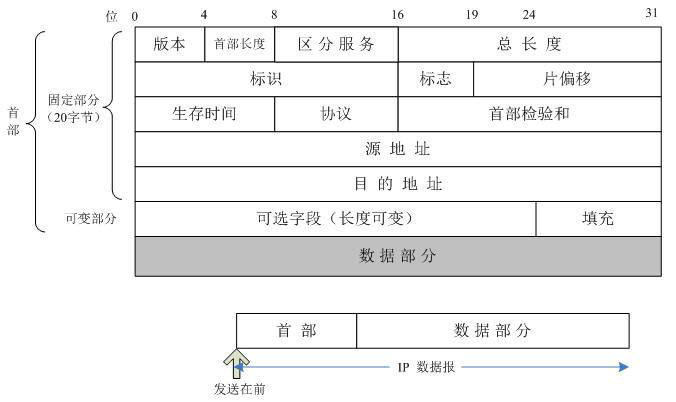 位 0 4 8 16 19 24 31
版本 首部长度 区分服务 总长度
标识 标志 片偏移
首部
固定部分
(20字节)
生存时间 协议 首部检验和
源地址
目的地址
可变部分 可选字段(长度可变) 填充
数据部分
首部 数据部分
IP 数据报
发送在前